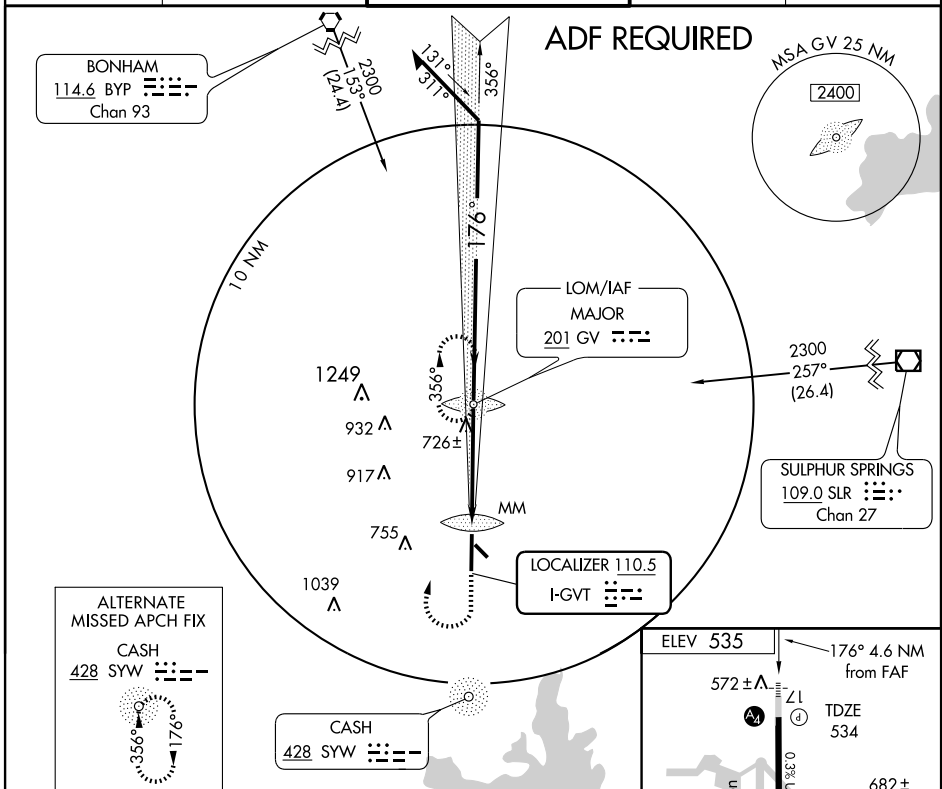 ADF REQUIRED
BONHAM
114.6 BYP
Chan 93
2300
153°
(24.4)
131°
311°
356°
MSA GV 25 NM
2400
10 NM
176°
LOM/IAF
MAJOR
201 GV
356°
1249
932
726±
917
755
1039
MM
2300
257°
(26.4)
SULPHUR SPRINGS
109.0 SLR
Chan 27
LOCALIZER 110.5
I-GVT
ALTERNATE
MISSED APCH FIX
CASH
428 SYW
356°
176°
CASH
428 SYW
ELEV 535
176° 4.6 NM
from FAF
572±
17
A4
P
TDZE
534
0.3% U
682±